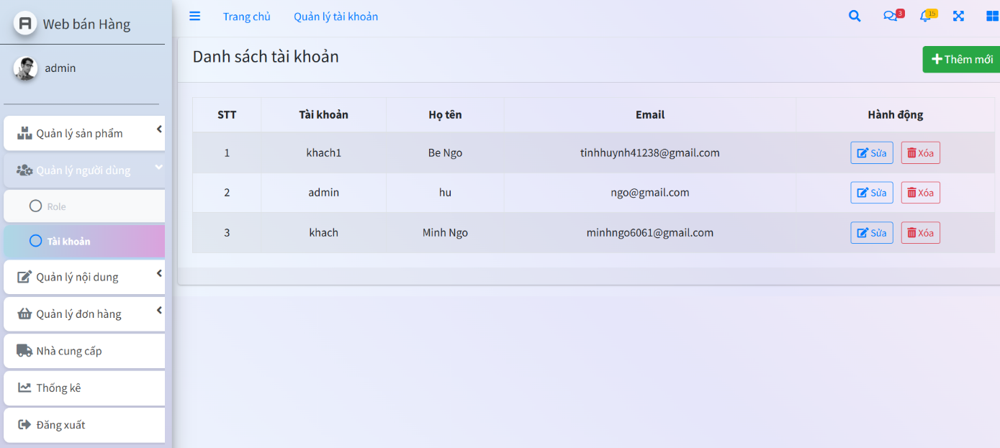 Web bán Hàng
admin
Quản lý sản phẩm
Quản lý người dùng
Role
Tài khoản
Quản lý nội dung
Quản lý đơn hàng
Nhà cung cấp
Thống kê
Đăng xuất
Trang chủ Quản lý tài khoản 3 15
Danh sách tài khoản
Thêm mới
STT Tài khoản Họ tên Email Hành động
1 khach1 Be Ngo tinhhuynh41238@gmail.com Sửa Xóa
2 admin hu ngo@gmail.com Sửa Xóa
3 khach Minh Ngo minhngo6061@gmail.com Sửa Xóa